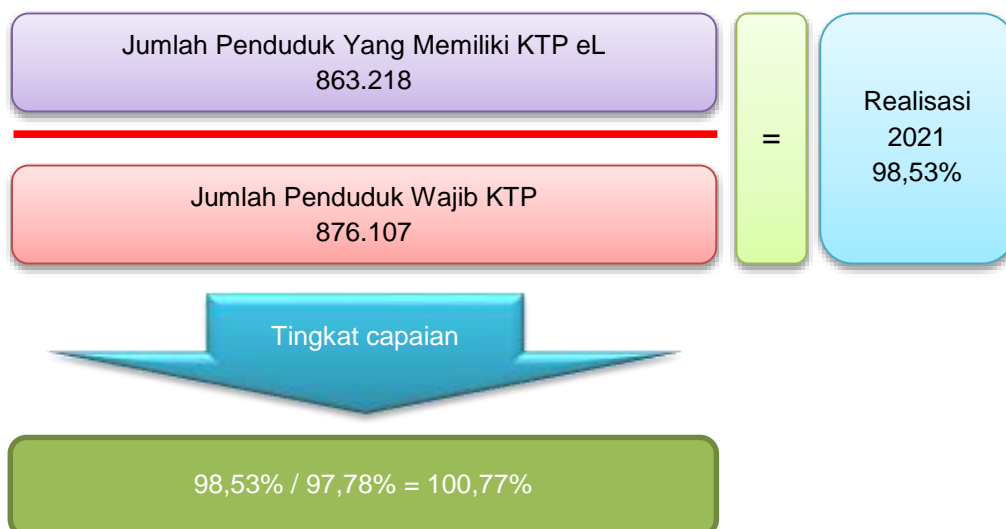 Jumlah Penduduk Yang Memiliki KTP eL
863.218
Jumlah Penduduk Wajib KTP
876.107
=
Realisasi
2021
98,53%
Tingkat capaian
98,53% / 97,78% = 100,77%